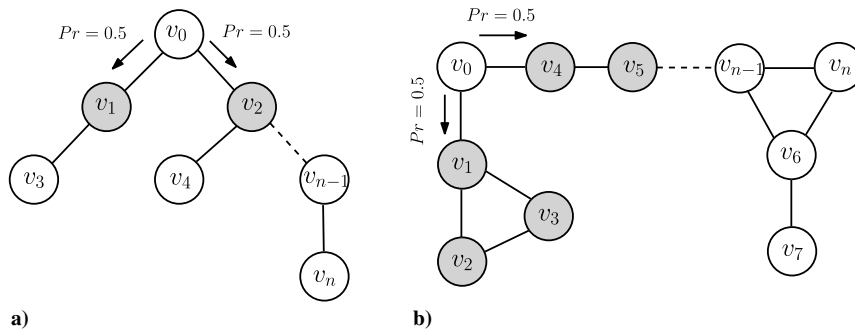 Pr = 0.5
v0
Pr = 0.5
v1
v2
v3
v4
vn−1
vn
a)
Pr = 0.5
v0
v4
v5
vn−1
vn
Pr = 0.5
v1
v6
v3
v2
v7
b)